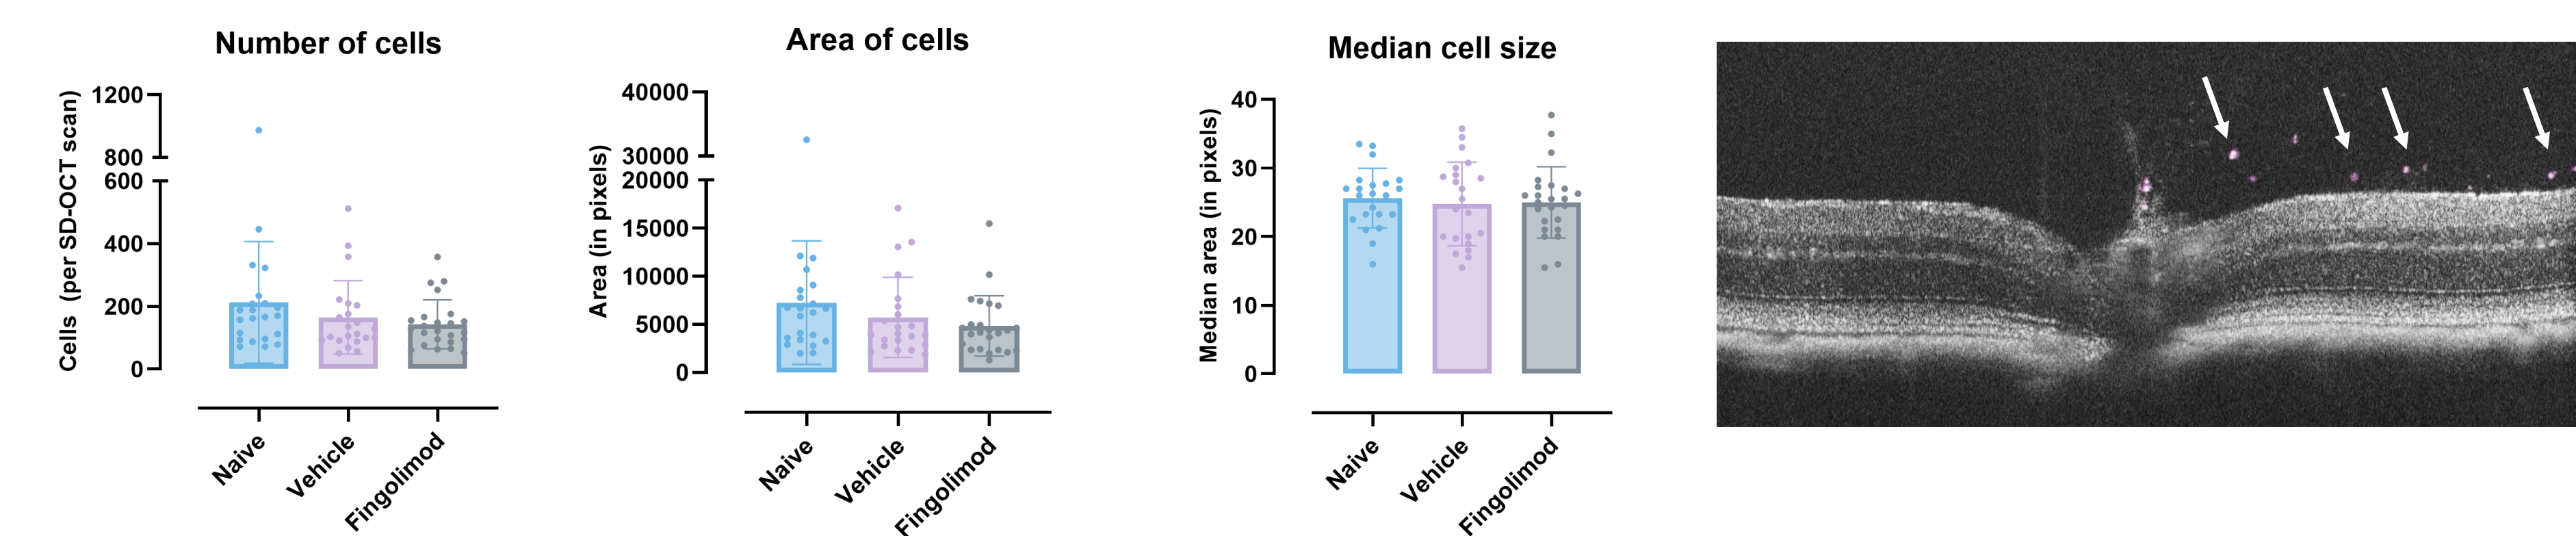 Number of cells
Cells (per SD-OCT scan)
1200
800
600
400
200
0
Naive
Vehicle
Fingolimod
Area of cells
Area (in pixels)
40000
30000
20000
15000
10000
5000
0
Naive
Vehicle
Fingolimod
Median cell size
Median area (in pixels)
40
30
20
10
0
Naive
Vehicle
Fingolimod